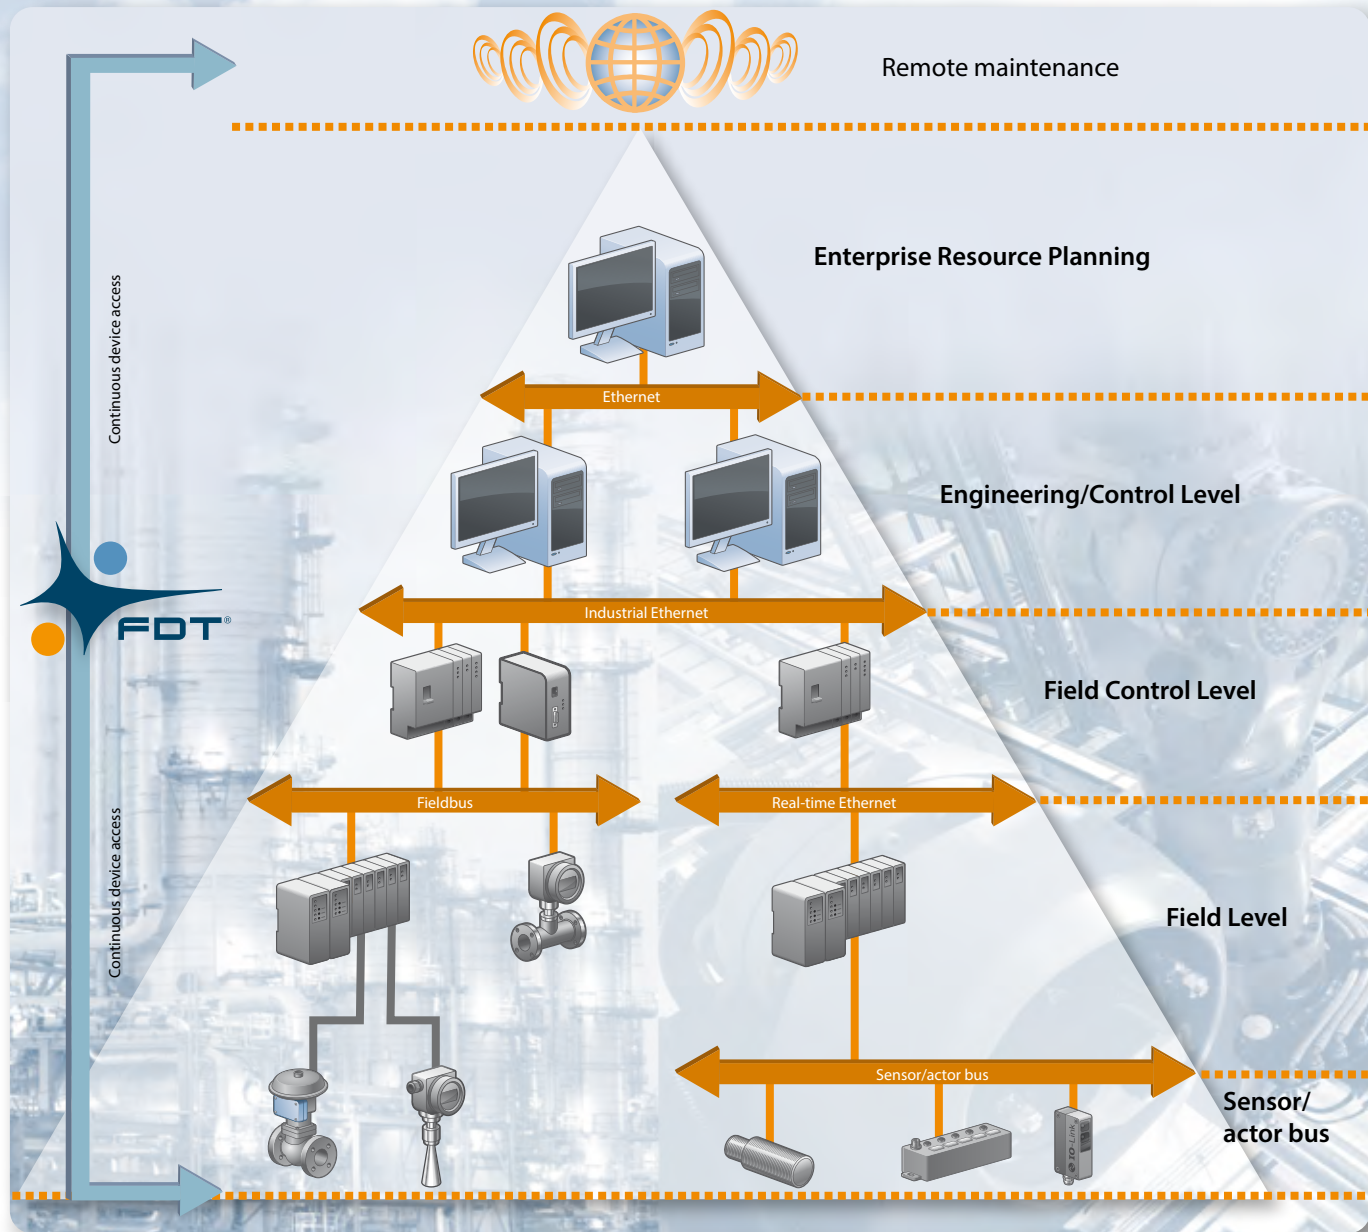 Remote maintenance
Enterprise Resource Planning
Continuous device access
Ethernet
Engineering/Control Level
FDT®
Industrial Ethernet
Field Control Level
Fieldbus
Real-time Ethernet
Continuous device access
Field Level
Sensor/actor bus
Sensor/
actor bus
IO-Link